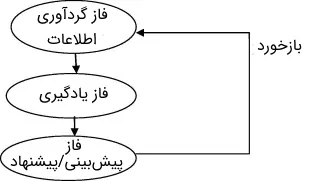 فاز گردآوری
اطلاعات
بازخورد
فاز یادگیری
فاز
پیش‌بینی/پیشنهاد